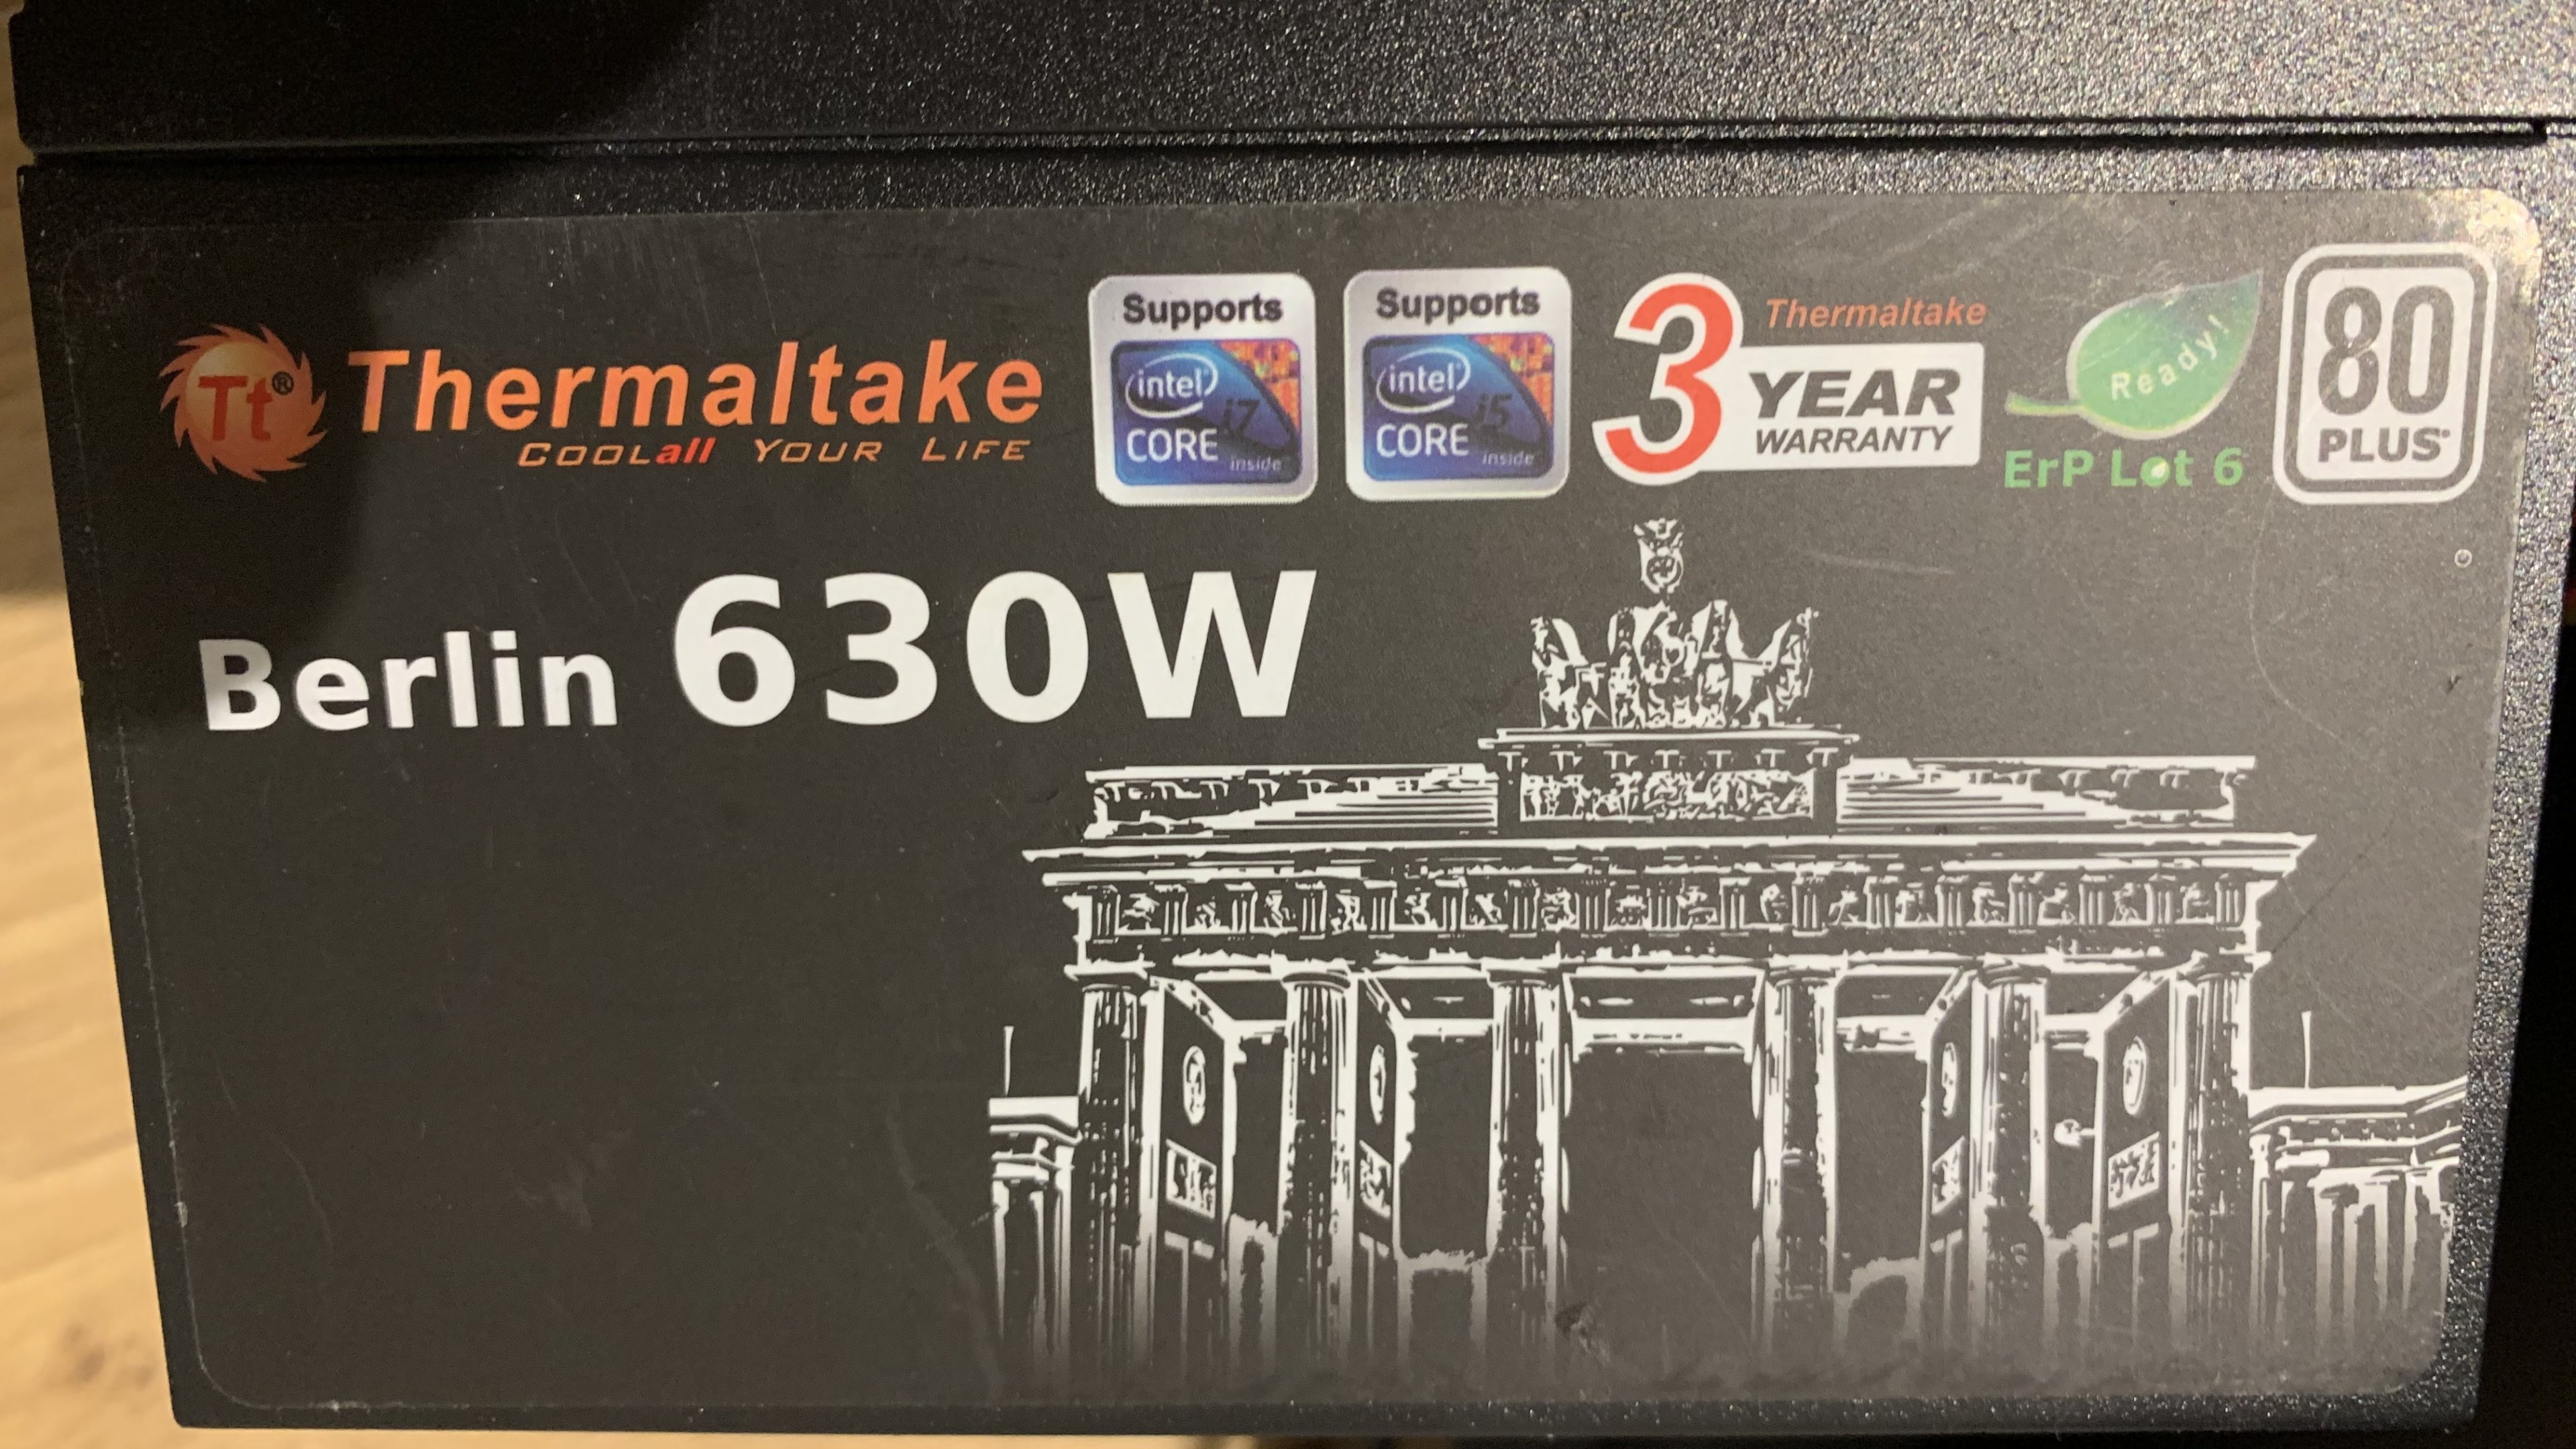 Tt® Thermaltake
COOLall YOUR LIFE
Supports
intel
CORE i7
inside
Supports
intel
CORE i5
inside
3 YEAR
WARRANTY
Thermaltake
Ready!
ErP Lot 6
80
PLUS
Berlin 630W